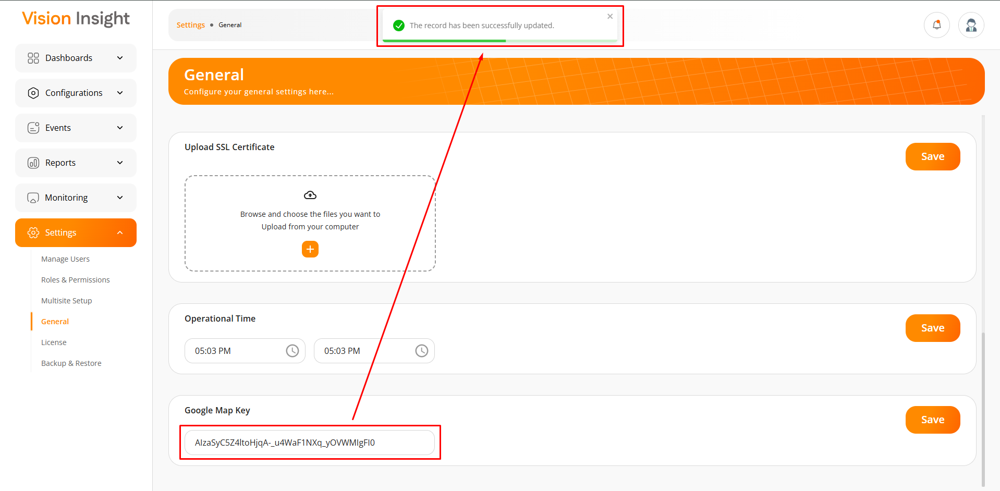 Vision Insight
Dashboards
Configurations
Events
Reports
Monitoring
Settings
Manage Users
Roles & Permissions
Multisite Setup
General
License
Backup & Restore
Settings • General
The record has been successfully updated.
General
Configure your general settings here...
Upload SSL Certificate
Save
Browse and choose the files you want to
Upload from your computer
Operational Time
Save
05:03 PM
05:03 PM
Google Map Key
Save
AIzaSyC5Z4ltoHjqA-_u4WaF1NXq_yOVWMIgFI0